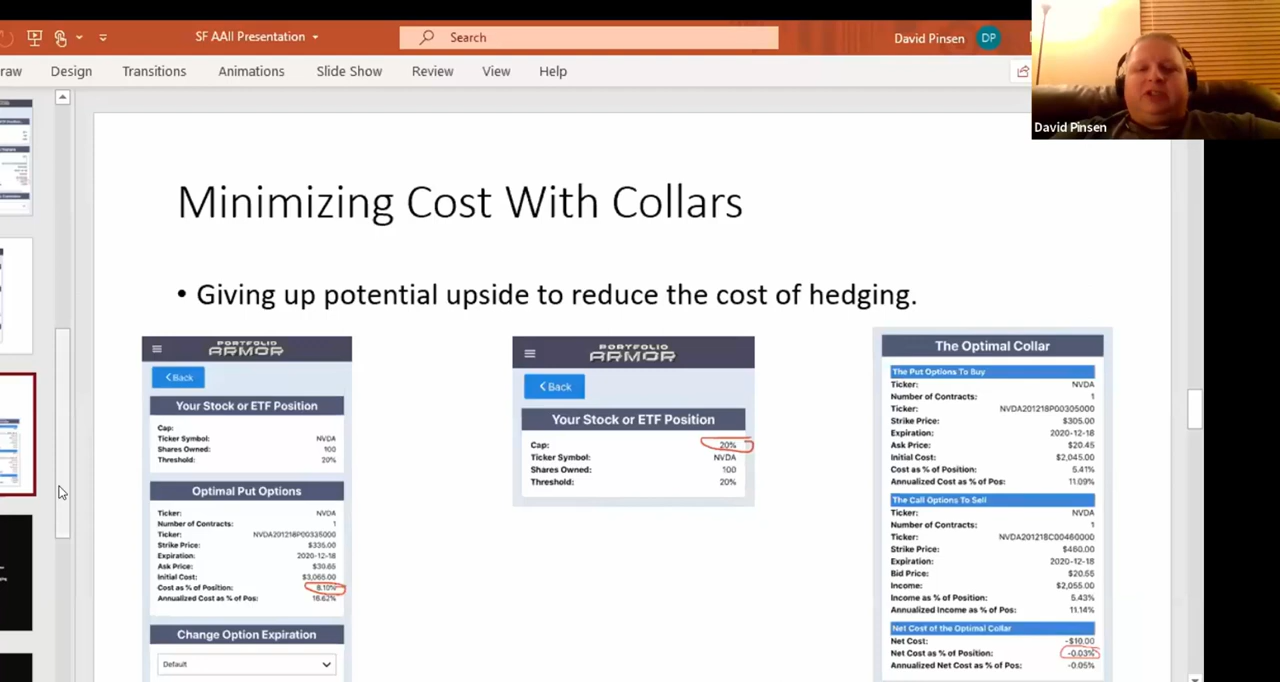 SF AAII Presentation
Search
David Pinsen
DP
raw
Design
Transitions
Animations
Slide Show
Review
View
Help
David Pinsen
Minimizing Cost With Collars
• Giving up potential upside to reduce the cost of hedging.
PORTFOLIO
ARMOR
Back
Your Stock or ETF Position
Cap:
Ticker Symbol: NVDA
Shares Owned: 100
Threshold: 20%
Optimal Put Options
Ticker: NVDA
Number of Contracts: 1
Ticker: NVDA201218P00335000
Strike Price: $335.00
Expiration: 2020-12-18
Ask Price: $30.65
Initial Cost: $3,065.00
Cost as % of Position: 8.10%
Annualized Cost as % of Pos: 16.62%
Change Option Expiration
Default
PORTFOLIO
ARMOR
Back
Your Stock or ETF Position
Cap: 20%
Ticker Symbol: NVDA
Shares Owned: 100
Threshold: 20%
The Optimal Collar
The Put Options To Buy
Ticker: NVDA
Number of Contracts: 1
Ticker: NVDA201218P00305000
Strike Price: $305.00
Expiration: 2020-12-18
Ask Price: $20.45
Initial Cost: $2,045.00
Cost as % of Position: 5.41%
Annualized Cost as % of Pos: 11.09%
The Call Options To Sell
Ticker: NVDA
Number of Contracts: 1
Ticker: NVDA201218C00460000
Strike Price: $460.00
Expiration: 2020-12-18
Bid Price: $20.55
Income: $2,055.00
Income as % of Position: 5.43%
Annualized Income as % of Pos: 11.14%
Net Cost of the Optimal Collar
Net Cost: -$10.00
Net Cost as % of Position: -0.03%
Annualized Net Cost as % of Pos: -0.05%